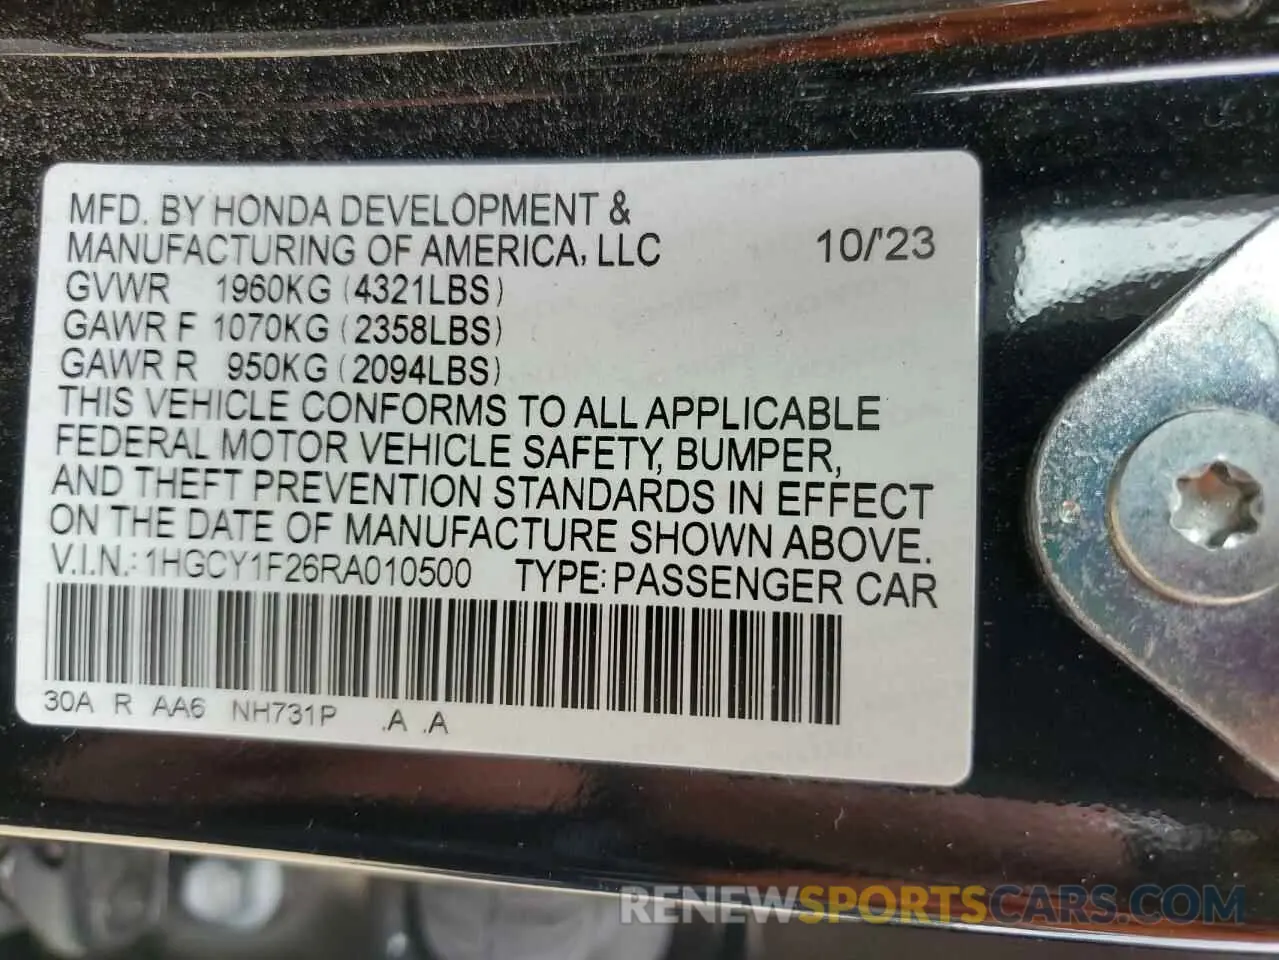 MFD. BY HONDA DEVELOPMENT &
MANUFACTURING OF AMERICA, LLC 10/'23
GVWR 1960KG (4321LBS)
GAWR F 1070KG (2358LBS)
GAWR R 950KG (2094LBS)
THIS VEHICLE CONFORMS TO ALL APPLICABLE
FEDERAL MOTOR VEHICLE SAFETY, BUMPER,
AND THEFT PREVENTION STANDARDS IN EFFECT
ON THE DATE OF MANUFACTURE SHOWN ABOVE.
V.I.N.: 1HGCY1F26RA010500 TYPE: PASSENGER CAR
30A R AA6 NH731P .A .A
RENEWSPORTSCARS.COM